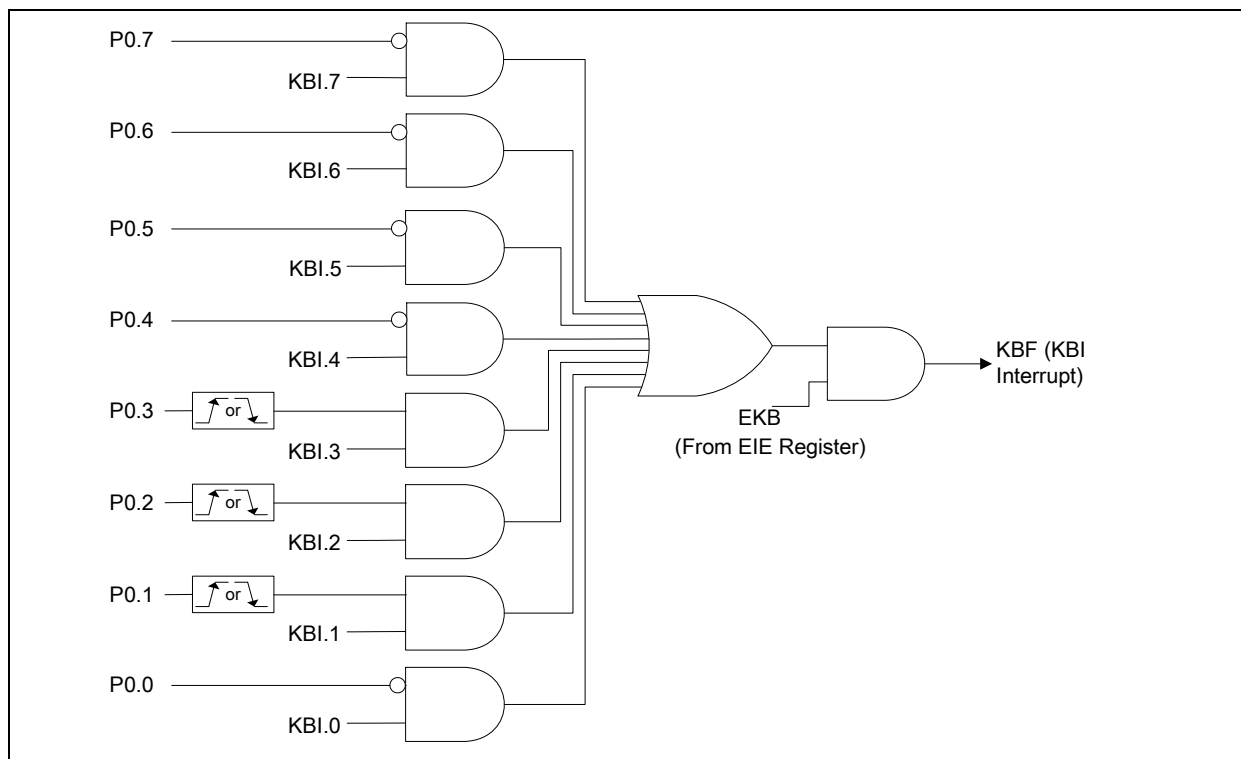 P0.7
KBI.7
P0.6
KBI.6
P0.5
KBI.5
P0.4
KBI.4
P0.3
or
KBI.3
P0.2
or
KBI.2
P0.1
or
KBI.1
P0.0
KBI.0
EKB
(From EIE Register)
KBF (KBI
Interrupt)